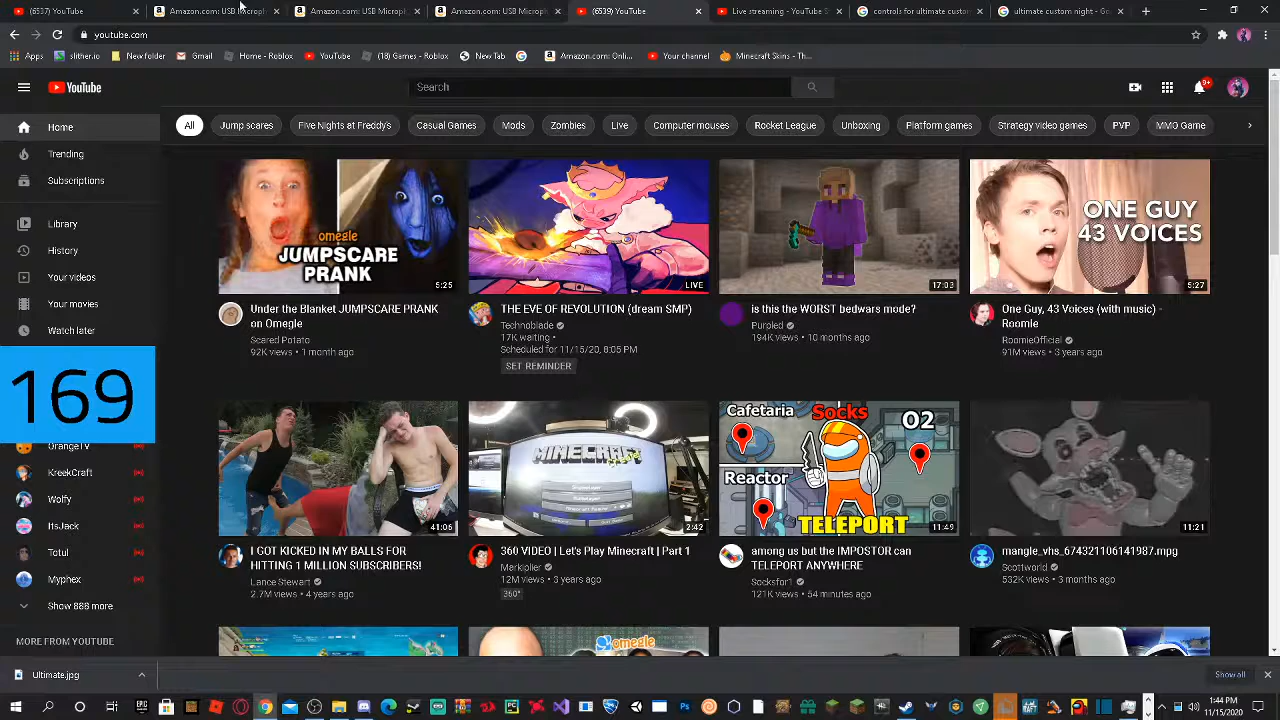 (6537) YouTube
Amazon.com: USB Microph
Amazon.com: USB Microph
Amazon.com: USB Microph
(6539) YouTube
Live streaming - YouTube S
controls for ultimate custom
ultimate custom night - Go
youtube.com
Apps
slither.io
New folder
Gmail
Home - Roblox
YouTube
(18) Games - Roblox
New Tab
Amazon.com: Onli...
Your channel
Minecraft Skins - Th...
YouTube
Search
9+
Home
Trending
Subscriptions
Library
History
Your videos
Your movies
Watch later
169
OrangeTV
KreekCraft
Wolfy
ItsJack
Totul
Myphex
Show 888 more
MORE FROM YOUTUBE
All
Jump scares
Five Nights at Freddy's
Casual Games
Mods
Zombies
Live
Computer mouses
Rocket League
Unboxing
Platform games
Strategy video games
PVP
MMO Game
omegle
JUMPSCARE
PRANK
5:25
Under the Blanket JUMPSCARE PRANK
on Omegle
Scared Potato
92K views • 1 month ago
LIVE
THE EVE OF REVOLUTION (dream SMP)
Technoblade
17K waiting •
Scheduled for 11/15/20, 8:05 PM
SET REMINDER
17:03
is this the WORST bedwars mode?
Purpled
194K views • 10 months ago
ONE GUY,
43 VOICES
5:27
One Guy, 43 Voices (with music) -
Roomie
RoomieOfficial
91M views • 3 years ago
41:06
I GOT KICKED IN MY BALLS FOR
HITTING 1 MILLION SUBSCRIBERS!
Lance Stewart
2.7M views • 4 years ago
MINECRAFT
2:42
360 VIDEO | Let's Play Minecraft | Part 1
Markiplier
12M views • 3 years ago
360°
Cafetaria
Socks
O2
Reactor
TELEPORT
11:49
among us but the IMPOSTOR can
TELEPORT ANYWHERE
Socksfor1
121K views • 54 minutes ago
11:21
mangle_vhs_674321106141987.mpg
Scottworld
532K views • 3 months ago
omegle
Ultimate.jpg
Show all
1:44 PM
11/15/2020